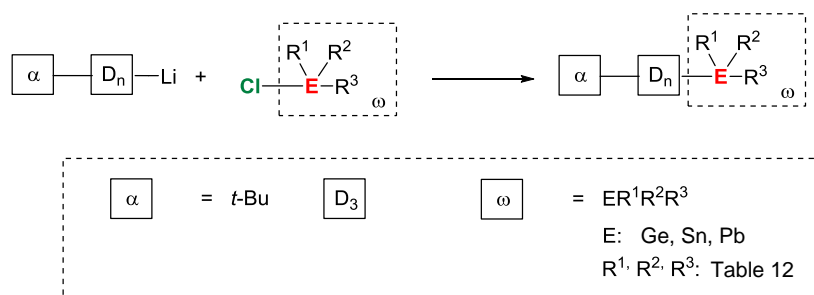 α Dₙ Li + Cl E R¹ R² R³ ω α Dₙ E R¹ R² R³ ω
α = t-Bu D₃ ω = ER¹R²R³
E: Ge, Sn, Pb
R¹, R², R³: Table 12